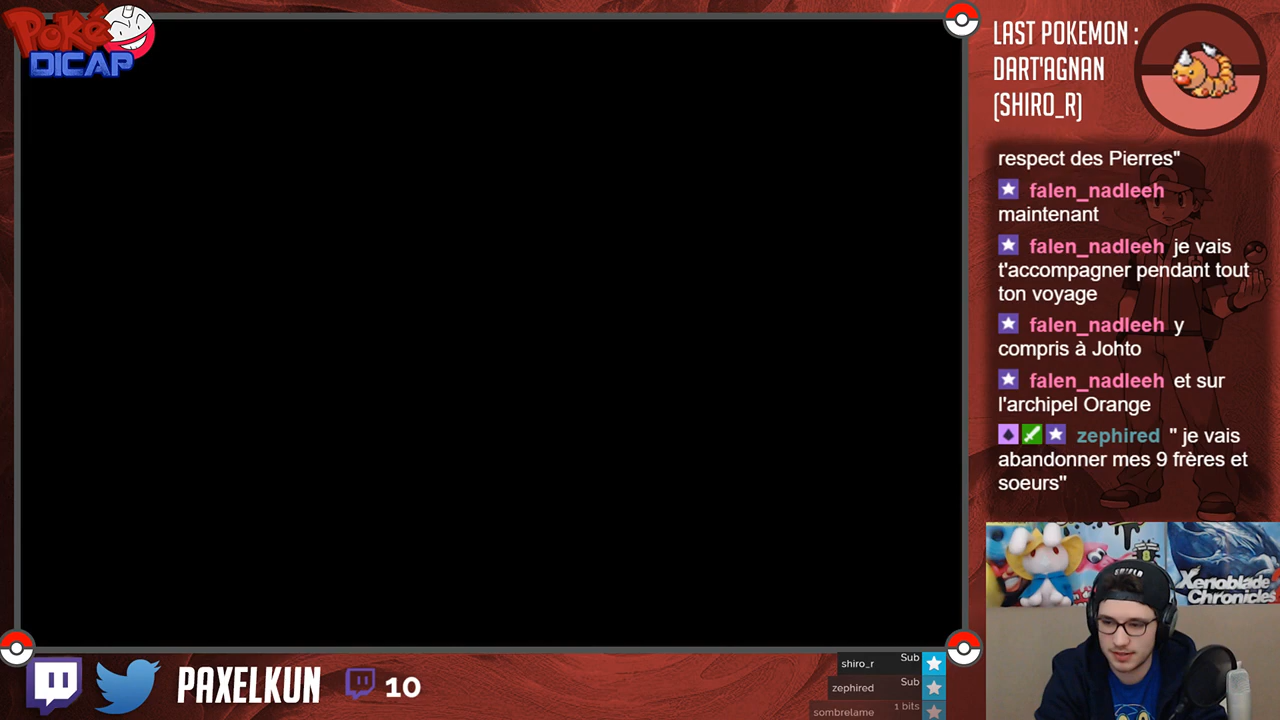 Poké
DICAP
LAST POKEMON :
DART'AGNAN
(SHIRO_R)
respect des Pierres"
falen_nadleeh
maintenant
falen_nadleeh je vais
t'accompagner pendant tout
ton voyage
falen_nadleeh y
compris à Johto
falen_nadleeh et sur
l'archipel Orange
zephired " je vais
abandonner mes 9 frères et
soeurs"
Xenoblade
Chronicles
PAXELKUN
10
shiro_r Sub
zephired Sub
sombrelame 1 bits